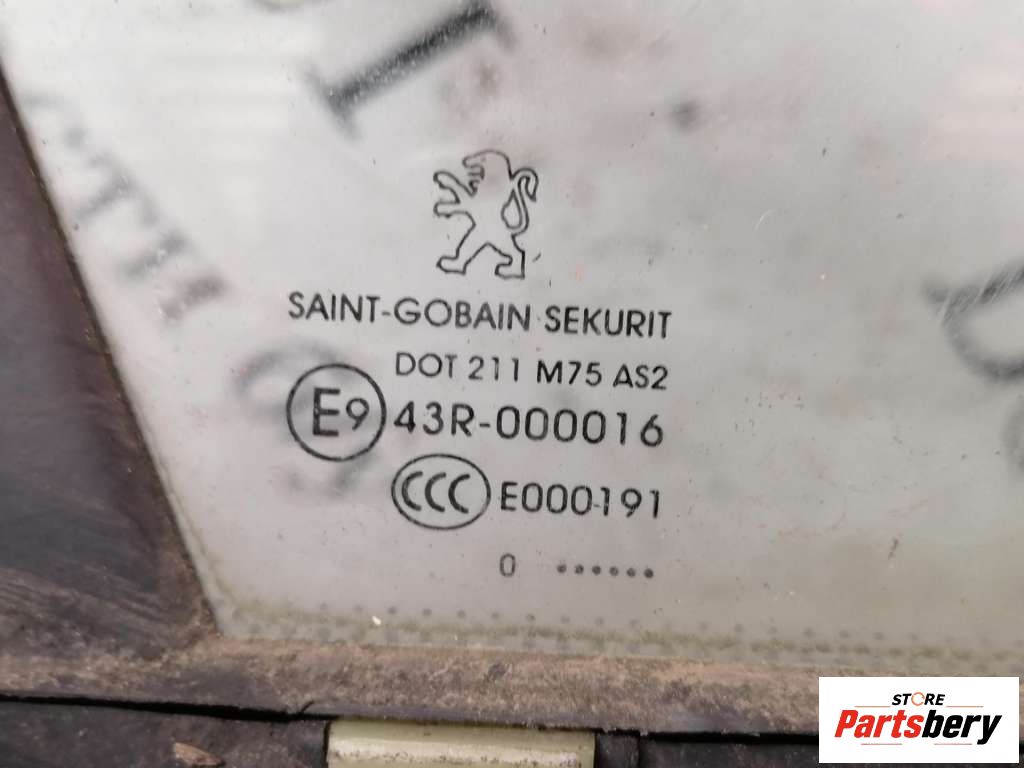 SAINT-GOBAIN SEKURIT
DOT 211 M75 AS2
E9 43R-000016
CCC E000191
0 ······
STORE
Partsbery